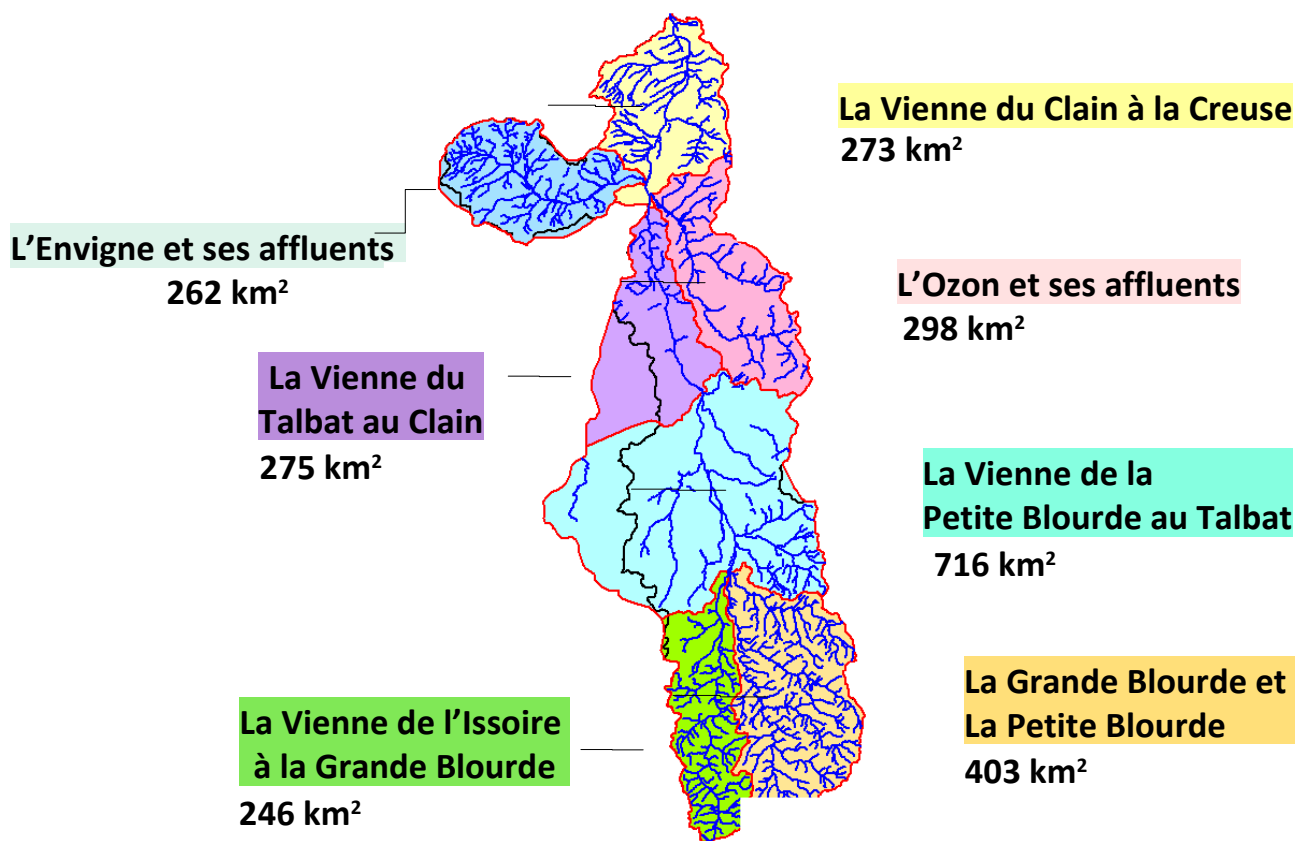 La Vienne du Clain à la Creuse
273 km²
L’Envigne et ses affluents
262 km²
L’Ozon et ses affluents
298 km²
La Vienne du
Talbat au Clain
275 km²
La Vienne de la
Petite Blourde au Talbat
716 km²
La Grande Blourde et
La Petite Blourde
403 km²
La Vienne de l’Issoire
à la Grande Blourde
246 km²